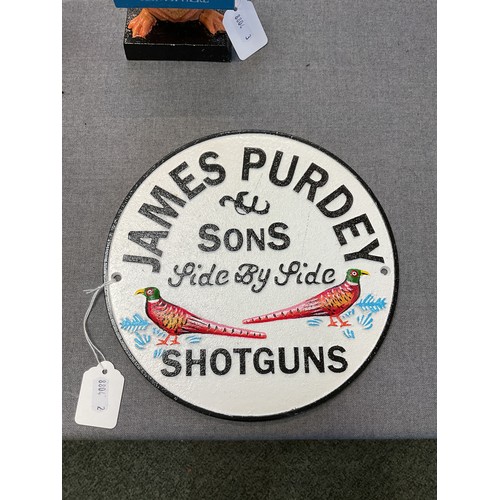 JAMES PURDEY
&
SONS
Side By Side
SHOTGUNS